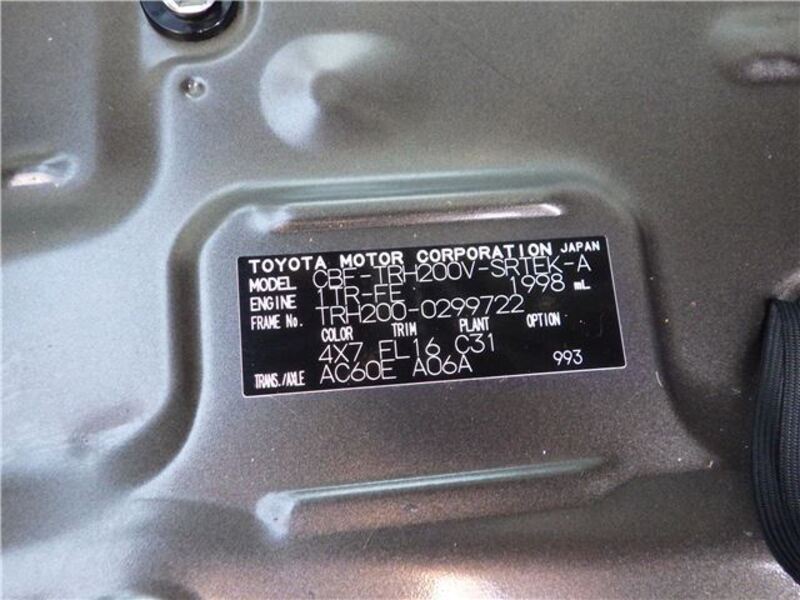 TOYOTA MOTOR CORPORATION JAPAN
MODEL CBF-TRH200V-SRTEK-A
ENGINE 1TR-FE 1998 mL
FRAME No. TRH200-0299722
COLOR TRIM PLANT OPTION
4X7 FL16 C31
TRANS./AXLE AC60E A06A 993